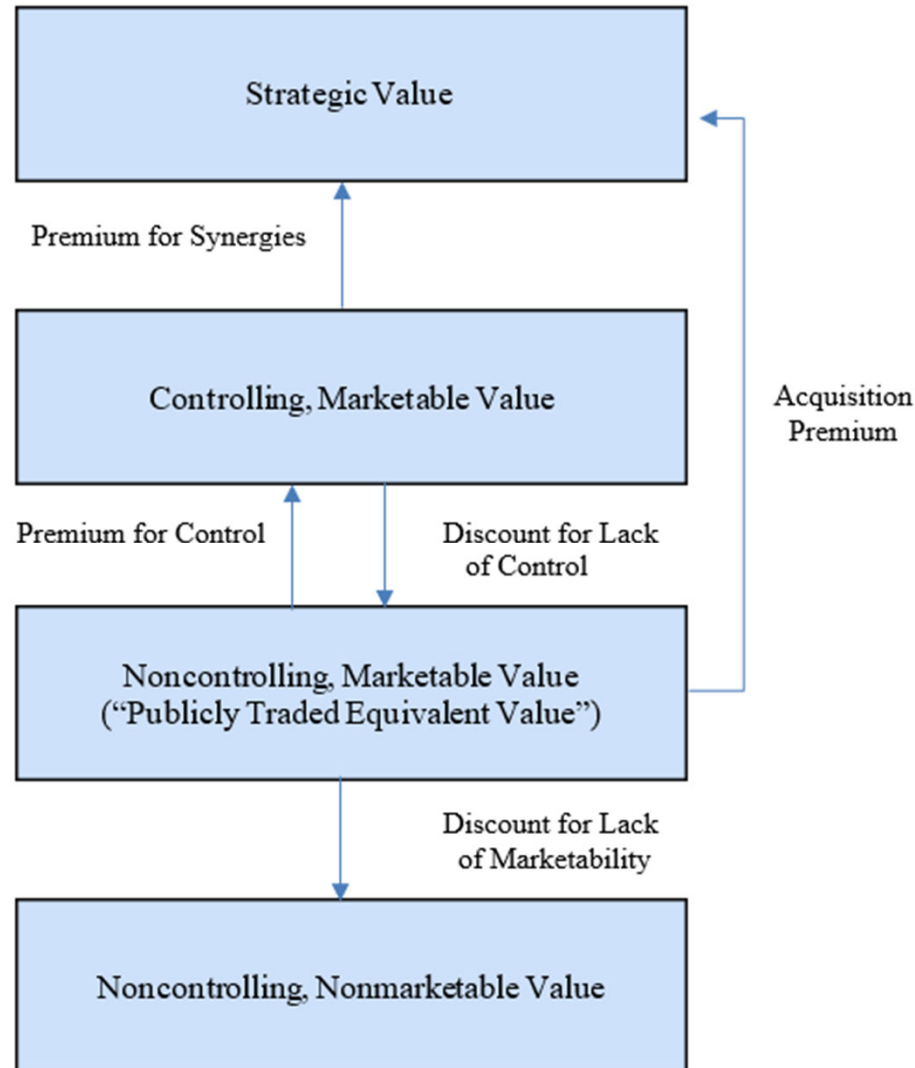 Strategic Value
Premium for Synergies
Controlling, Marketable Value
Acquisition
Premium
Premium for Control
Discount for Lack
of Control
Noncontrolling, Marketable Value
(“Publicly Traded Equivalent Value”)
Discount for Lack
of Marketability
Noncontrolling, Nonmarketable Value